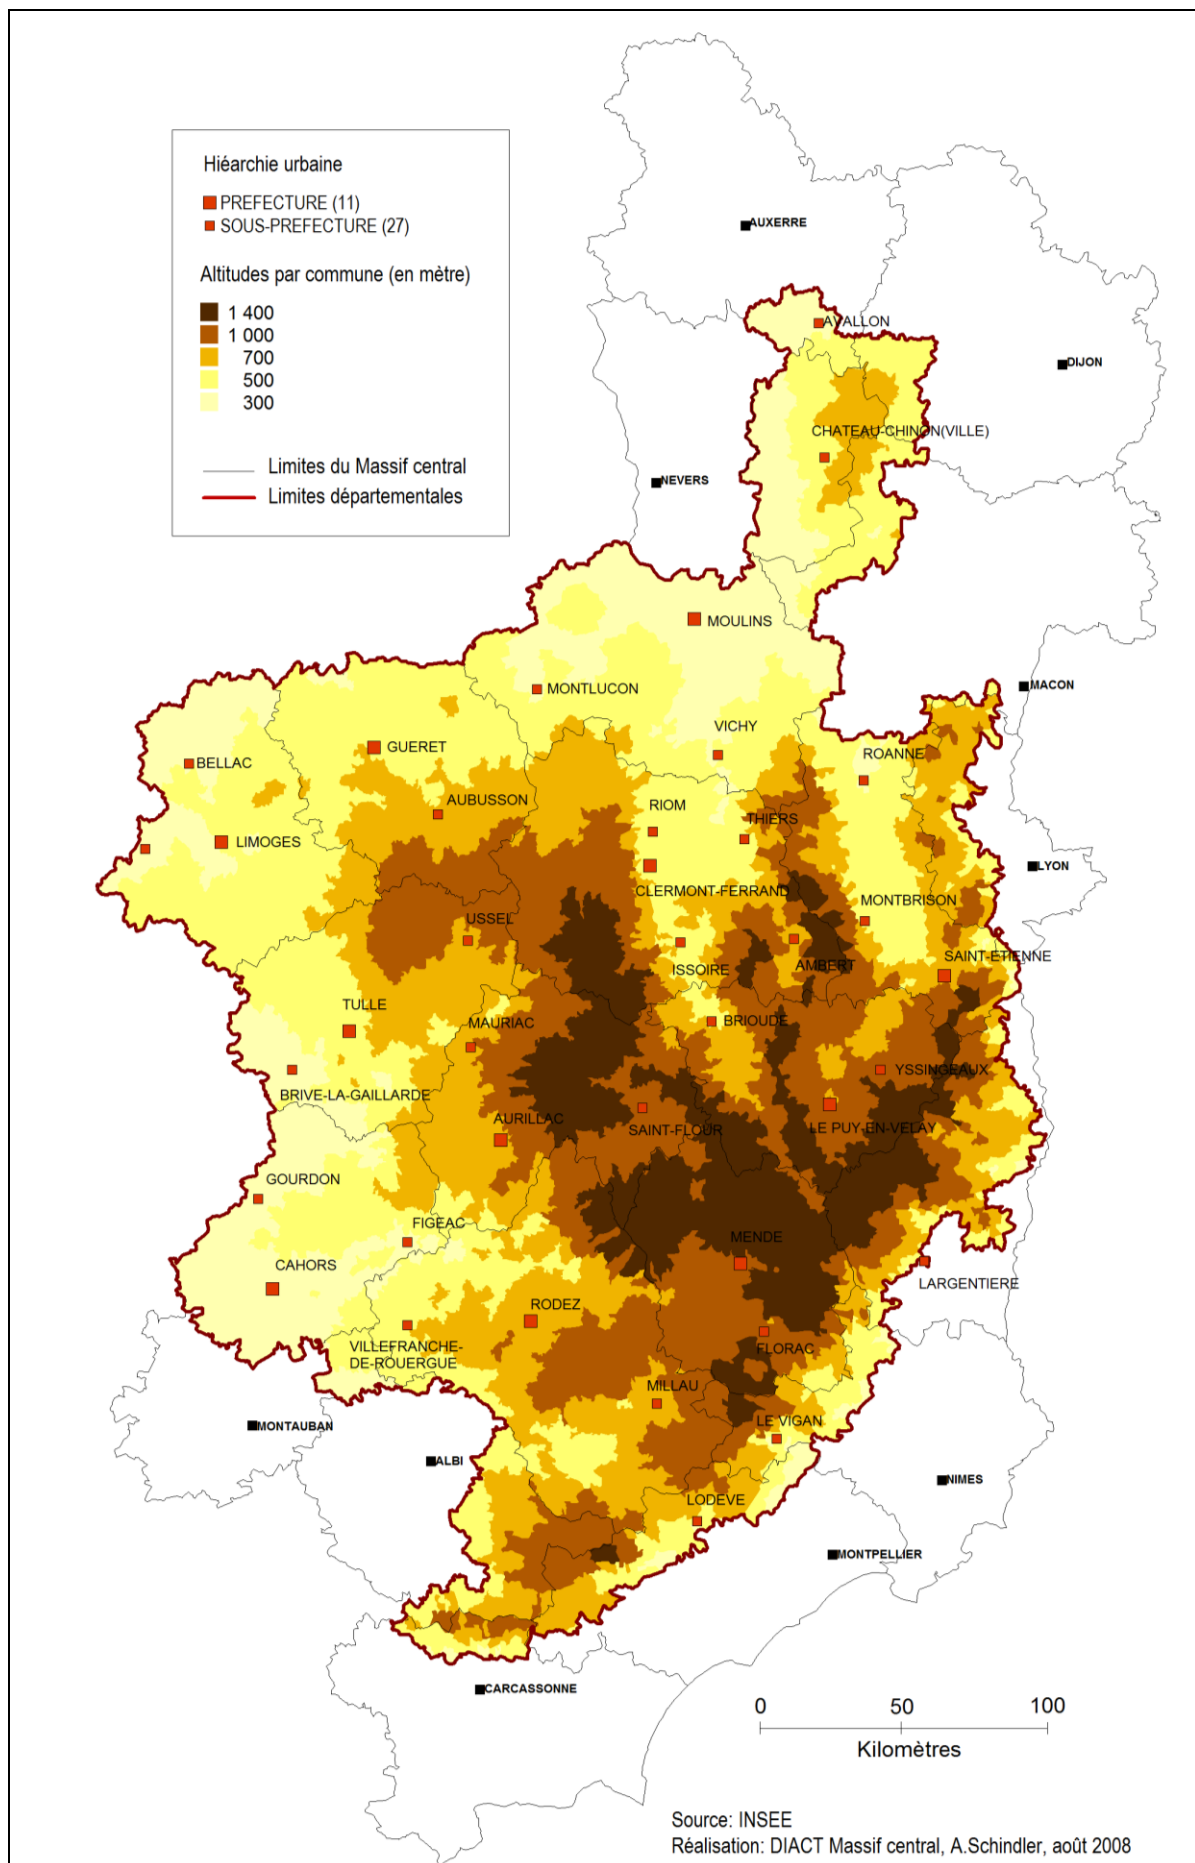 Hiéarchie urbaine
PREFECTURE (11)
SOUS-PREFECTURE (27)
Altitudes par commune (en mètre)
1 400
1 000
700
500
300
Limites du Massif central
Limites départementales
AUXERRE
AVALLON
DIJON
CHATEAU-CHINON(VILLE)
NEVERS
MOULINS
MONTLUCON
MACON
VICHY
GUERET
ROANNE
BELLAC
AUBUSSON
RIOM
THIERS
LIMOGES
LYON
CLERMONT-FERRAND
MONTBRISON
USSEL
ISSOIRE
AMBERT
SAINT-ETIENNE
TULLE
MAURIAC
BRIOUDE
YSSINGEAUX
BRIVE-LA-GAILLARDE
AURILLAC
SAINT-FLOUR
LE PUY-EN-VELAY
GOURDON
FIGEAC
MENDE
CAHORS
LARGENTIERE
RODEZ
VILLEFRANCHE-
DE-ROUERGUE
FLORAC
MILLAU
LE VIGAN
MONTAUBAN
ALBI
NIMES
LODEVE
MONTPELLIER
CARCASSONNE
0 50 100
Kilomètres
Source: INSEE
Réalisation: DIACT Massif central, A.Schindler, août 2008